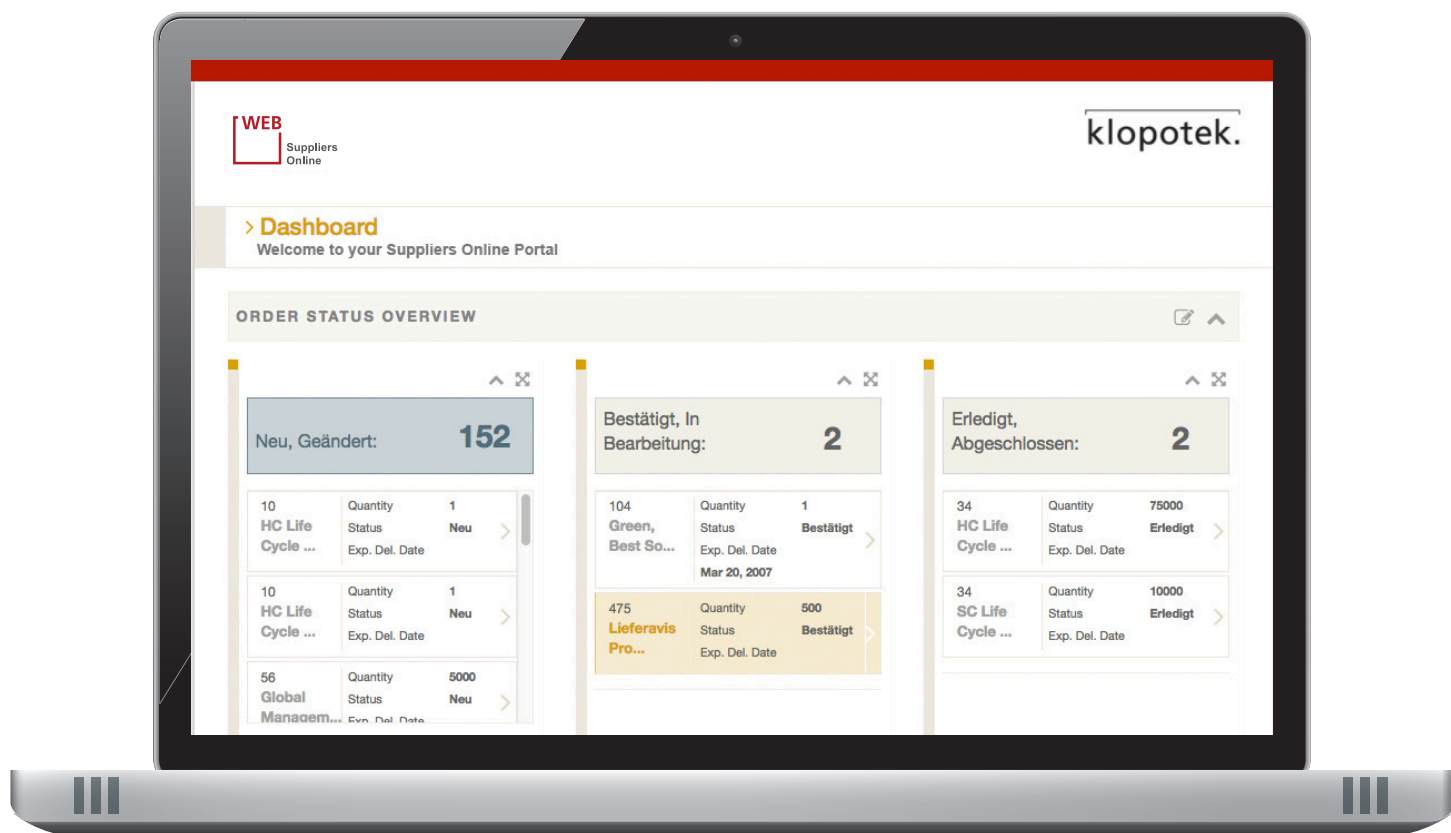 WEB
Suppliers
Online
klopotek.
Dashboard
Welcome to your Suppliers Online Portal
ORDER STATUS OVERVIEW
Neu, Geändert: 152
10 Quantity 1
HC Life Status Neu
Cycle ... Exp. Del. Date
10 Quantity 1
HC Life Status Neu
Cycle ... Exp. Del. Date
56 Quantity 5000
Global Status Neu
Managem... Exp. Del. Date
Bestätigt, In
Bearbeitung: 2
104 Quantity 1
Green, Status Bestätigt
Best So... Exp. Del. Date
Mar 20, 2007
475 Quantity 500
Lieferavis Status Bestätigt
Pro... Exp. Del. Date
Erledigt,
Abgeschlossen: 2
34 Quantity 75000
HC Life Status Erledigt
Cycle ... Exp. Del. Date
34 Quantity 10000
SC Life Status Erledigt
Cycle ... Exp. Del. Date